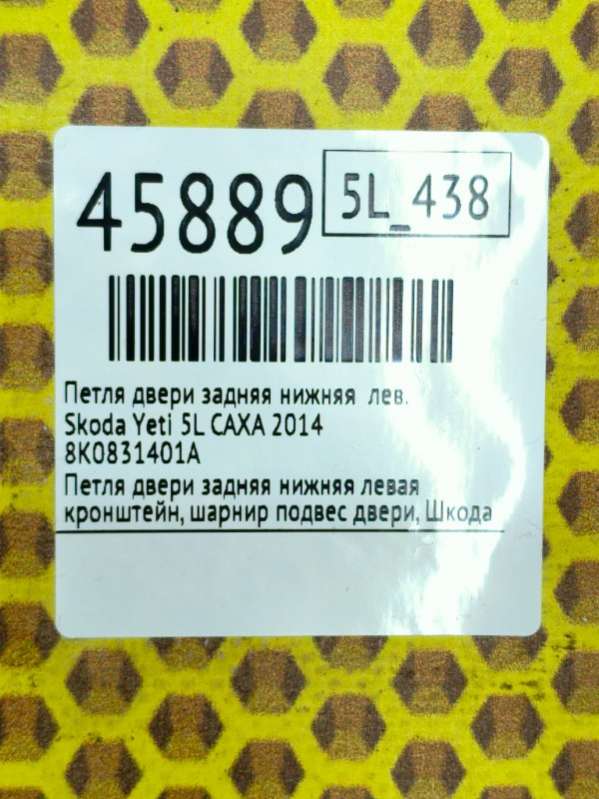 45889
5L_438
Петля двери задняя нижняя лев.
Skoda Yeti 5L CAXA 2014
8K0831401A
Петля двери задняя нижняя левая
кронштейн, шарнир подвес двери, Шкода